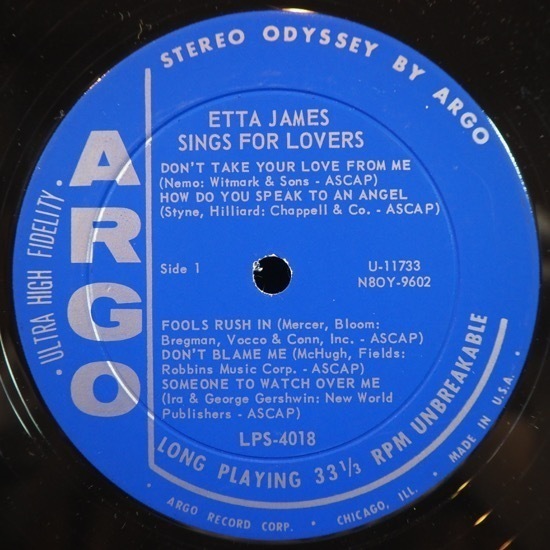 STEREO ODYSSEY BY ARGO
ETTA JAMES
SINGS FOR LOVERS
DON'T TAKE YOUR LOVE FROM ME
(Nemo: Witmark & Sons - ASCAP)
HOW DO YOU SPEAK TO AN ANGEL
(Styne, Hilliard: Chappell & Co. - ASCAP)
ARGO
· ULTRA HIGH FIDELITY ·
Side 1
U-11733
N8OY-9602
FOOLS RUSH IN (Mercer, Bloom:
Bregman, Vocco & Conn, Inc. - ASCAP)
DON'T BLAME ME (McHugh, Fields:
Robbins Music Corp. - ASCAP)
SOMEONE TO WATCH OVER ME
(Ira & George Gershwin: New World
Publishers - ASCAP)
LPS-4018
LONG PLAYING 33 1/3 RPM UNBREAKABLE
· ARGO RECORD CORP. · CHICAGO, ILL. · MADE IN U.S.A. ·